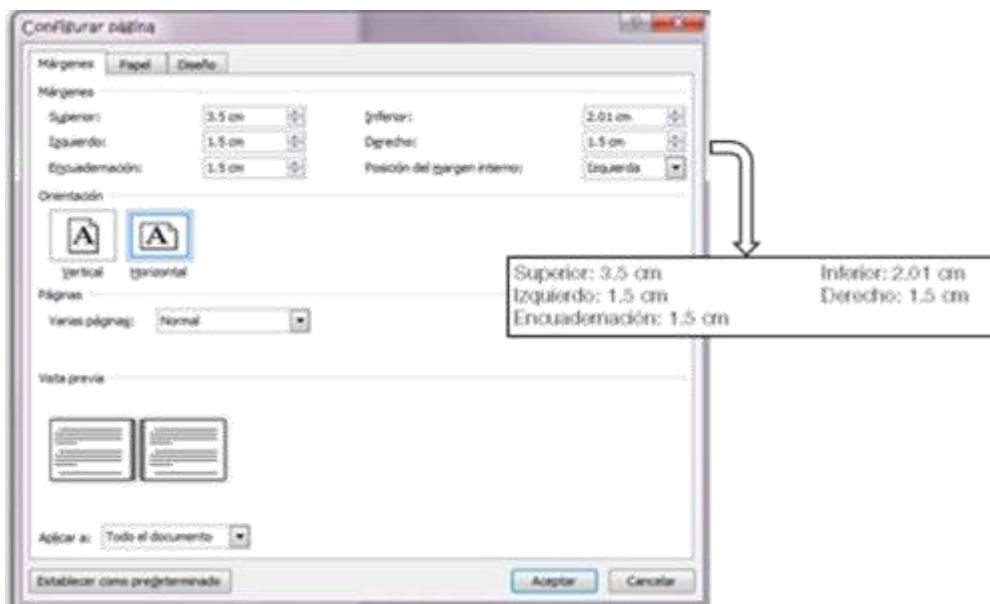 Configurar página
Márgenes Papel Diseño
Márgenes
Superior: 3.5 cm Inferior: 2.01 cm
Izquierdo: 1.5 cm Derecho: 1.5 cm
Encuadernación: 1.5 cm Posición del margen interno: Izquierda
Orientación
A A
Vertical Horizontal
Páginas
Varias páginas: Normal
Vista previa
Aplicar a: Todo el documento
Establecer como predeterminado Aceptar Cancelar
Superior: 3.5 cm Inferior: 2.01 cm
Izquierdo: 1.5 cm Derecho: 1.5 cm
Encuadernación: 1.5 cm